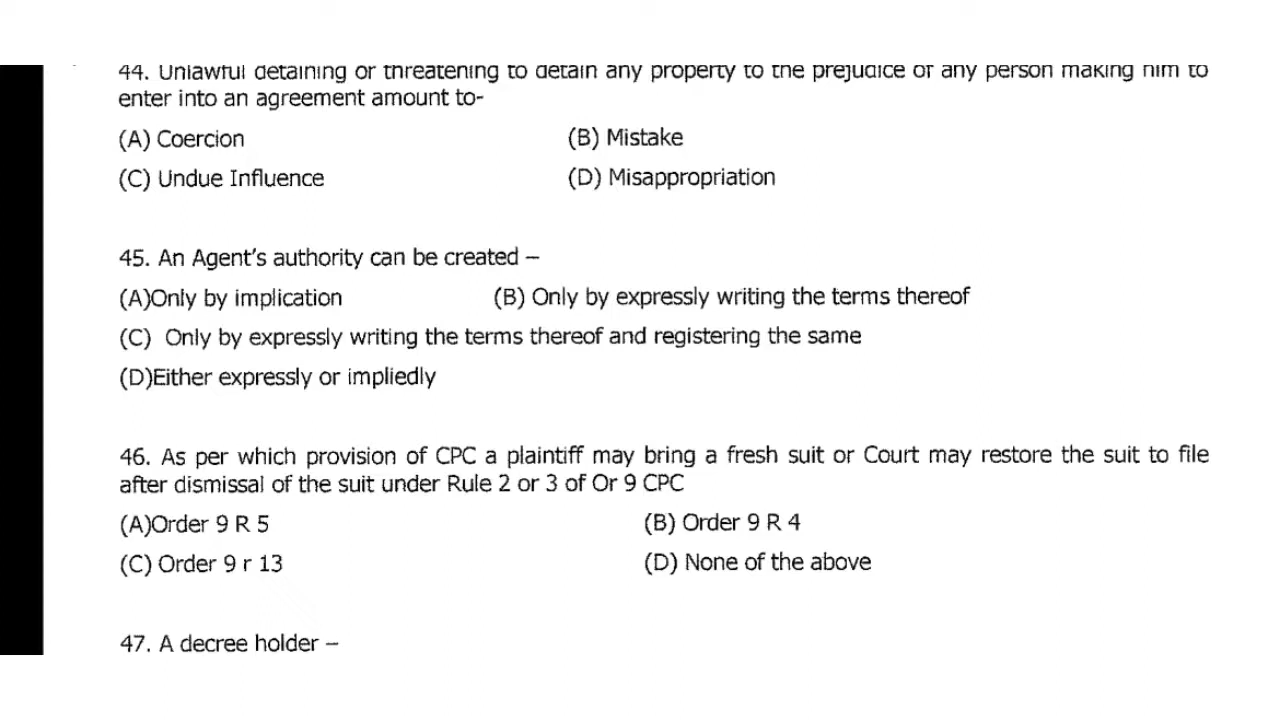 44. Unlawful detaining or threatening to detain any property to the prejudice of any person making him to
enter into an agreement amount to-
(A) Coercion (B) Mistake
(C) Undue Influence (D) Misappropriation
45. An Agent's authority can be created –
(A)Only by implication (B) Only by expressly writing the terms thereof
(C) Only by expressly writing the terms thereof and registering the same
(D)Either expressly or impliedly
46. As per which provision of CPC a plaintiff may bring a fresh suit or Court may restore the suit to file
after dismissal of the suit under Rule 2 or 3 of Or 9 CPC
(A)Order 9 R 5 (B) Order 9 R 4
(C) Order 9 r 13 (D) None of the above
47. A decree holder –